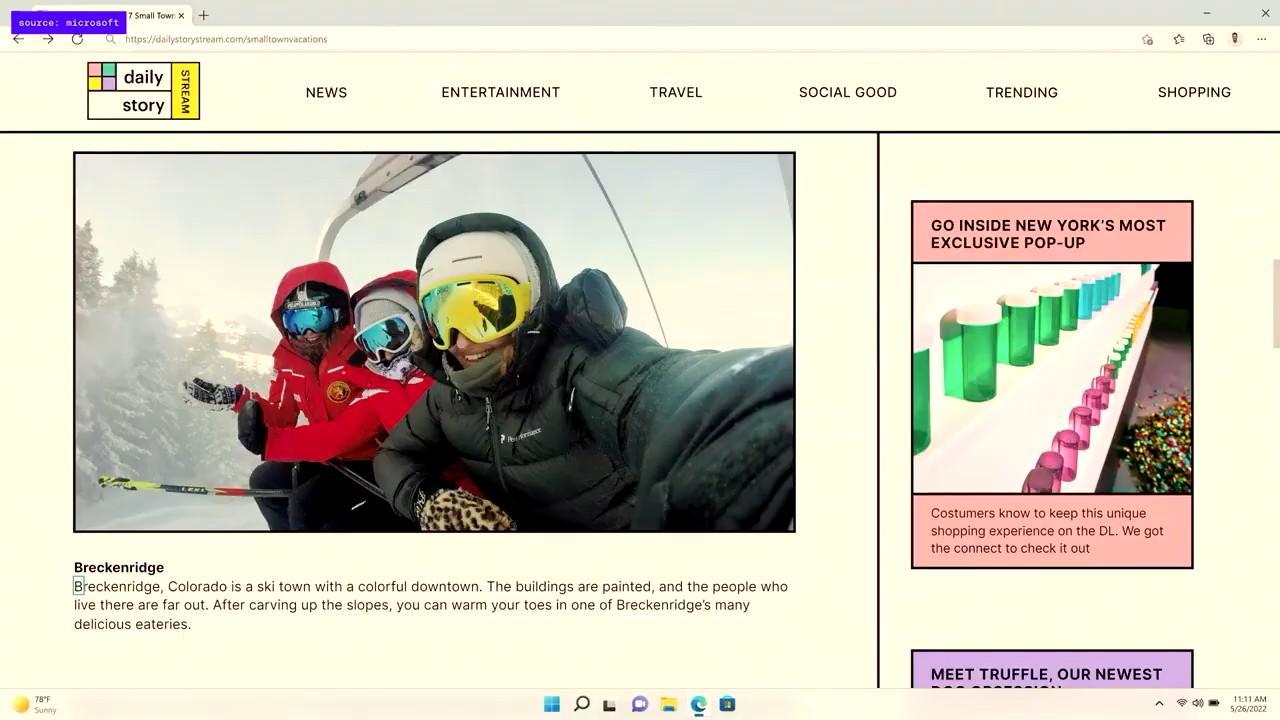 source: microsoft
7 Small Town
https://dailystorystream.com/smalltownvacations
daily
story
STREAM
NEWS
ENTERTAINMENT
TRAVEL
SOCIAL GOOD
TRENDING
SHOPPING
LEKI
Breckenridge
Breckenridge, Colorado is a ski town with a colorful downtown. The buildings are painted, and the people who
live there are far out. After carving up the slopes, you can warm your toes in one of Breckenridge's many
delicious eateries.
GO INSIDE NEW YORK'S MOST
EXCLUSIVE POP-UP
Costumers know to keep this unique
shopping experience on the DL. We got
the connect to check it out
MEET TRUFFLE, OUR NEWEST
DOG OBSESSION
78°F
Sunny
11:11 AM
5/26/2022